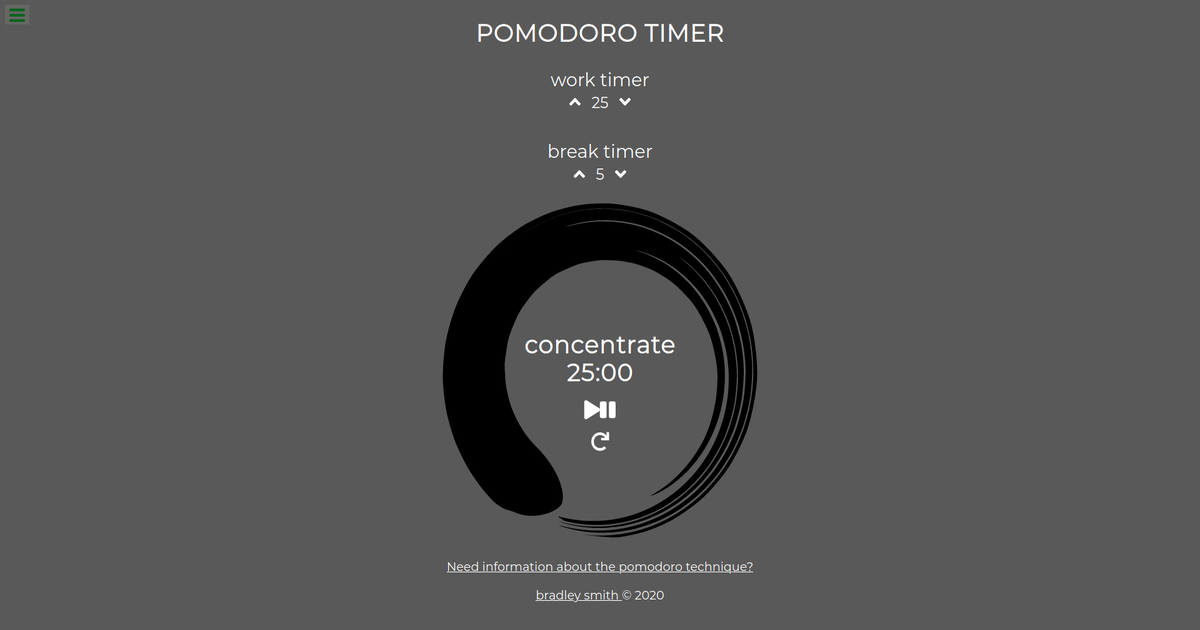 POMODORO TIMER
work timer
25
break timer
5
concentrate
25:00
Need information about the pomodoro technique?
bradley smith © 2020